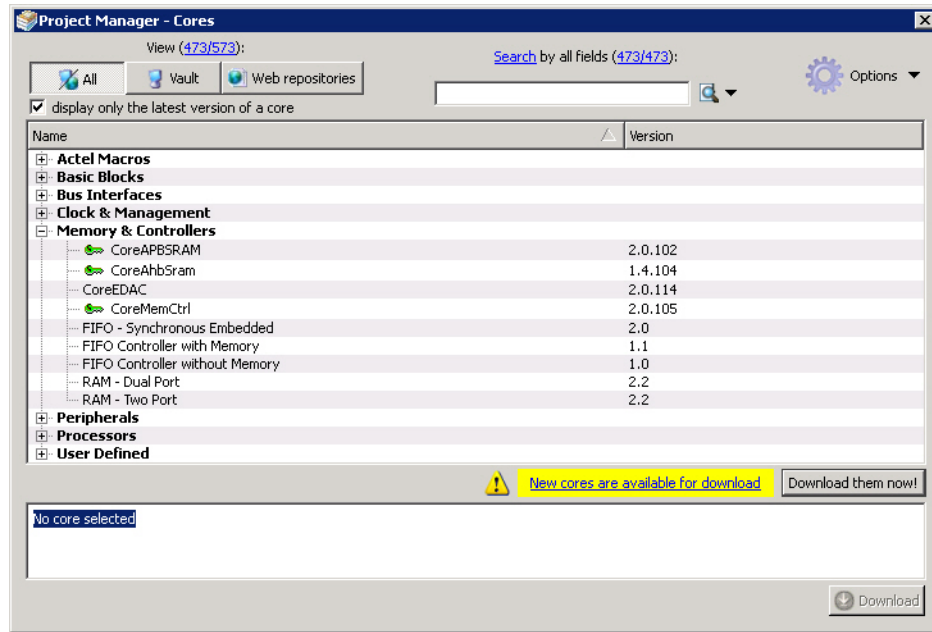 Project Manager - Cores
View (473/573):
Search by all fields (473/473):
All
Vault
Web repositories
Options
display only the latest version of a core
Name
Version
Actel Macros
Basic Blocks
Bus Interfaces
Clock & Management
Memory & Controllers
CoreAPBSRAM 2.0.102
CoreAhbSram 1.4.104
CoreEDAC 2.0.114
CoreMemCtrl 2.0.105
FIFO - Synchronous Embedded 2.0
FIFO Controller with Memory 1.1
FIFO Controller without Memory 1.0
RAM - Dual Port 2.2
RAM - Two Port 2.2
Peripherals
Processors
User Defined
New cores are available for download
Download them now!
No core selected
Download